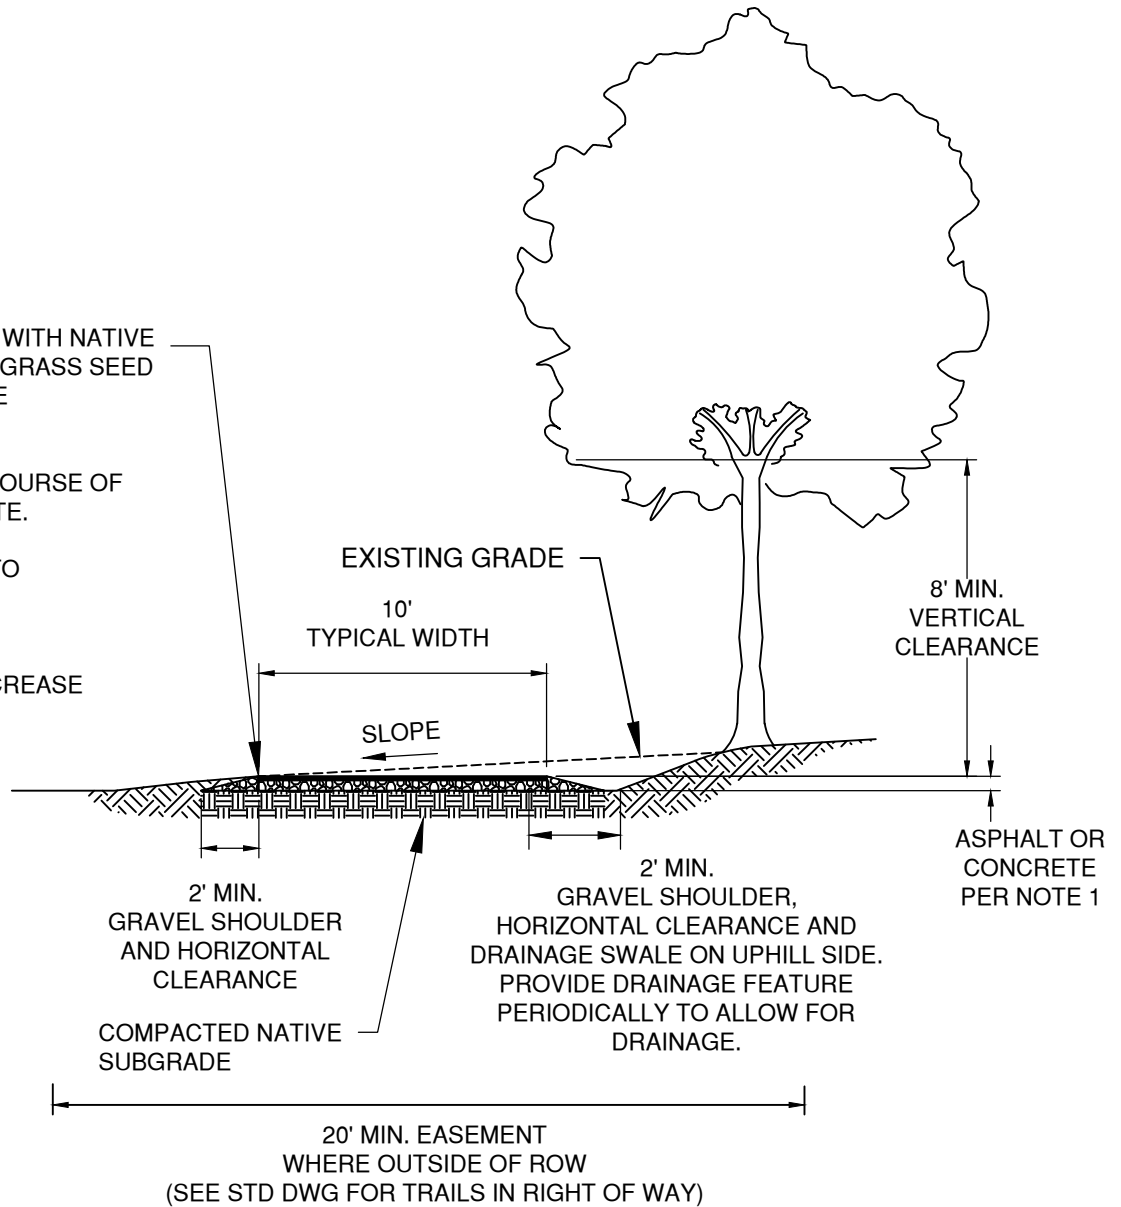 WITH NATIVE
GRASS SEED
E
OURSE OF
TE.
TO
CREASE
EXISTING GRADE
10'
TYPICAL WIDTH
SLOPE
8' MIN.
VERTICAL
CLEARANCE
ASPHALT OR
CONCRETE
PER NOTE 1
2' MIN.
GRAVEL SHOULDER
AND HORIZONTAL
CLEARANCE
2' MIN.
GRAVEL SHOULDER,
HORIZONTAL CLEARANCE AND
DRAINAGE SWALE ON UPHILL SIDE.
PROVIDE DRAINAGE FEATURE
PERIODICALLY TO ALLOW FOR
DRAINAGE.
COMPACTED NATIVE
SUBGRADE
20' MIN. EASEMENT
WHERE OUTSIDE OF ROW
(SEE STD DWG FOR TRAILS IN RIGHT OF WAY)